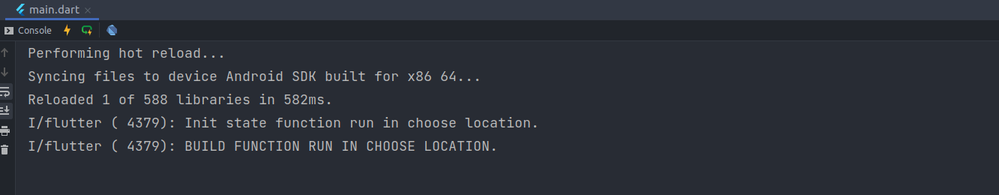 main.dart
Console
Performing hot reload...
Syncing files to device Android SDK built for x86 64...
Reloaded 1 of 588 libraries in 582ms.
I/flutter ( 4379): Init state function run in choose location.
I/flutter ( 4379): BUILD FUNCTION RUN IN CHOOSE LOCATION.